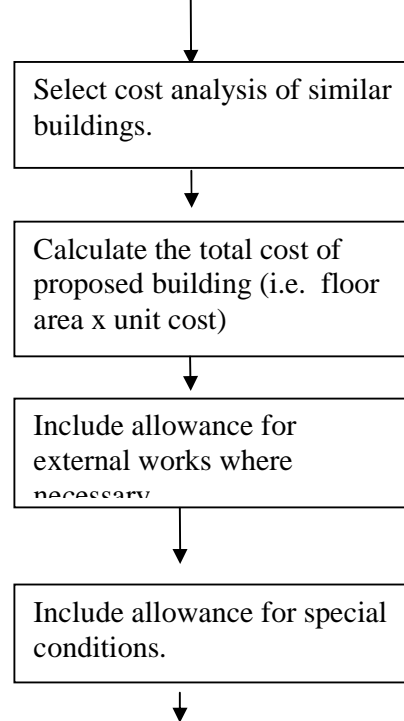 Select cost analysis of similar
buildings.
Calculate the total cost of
proposed building (i.e. floor
area x unit cost)
Include allowance for
external works where
necessary
Include allowance for special
conditions.